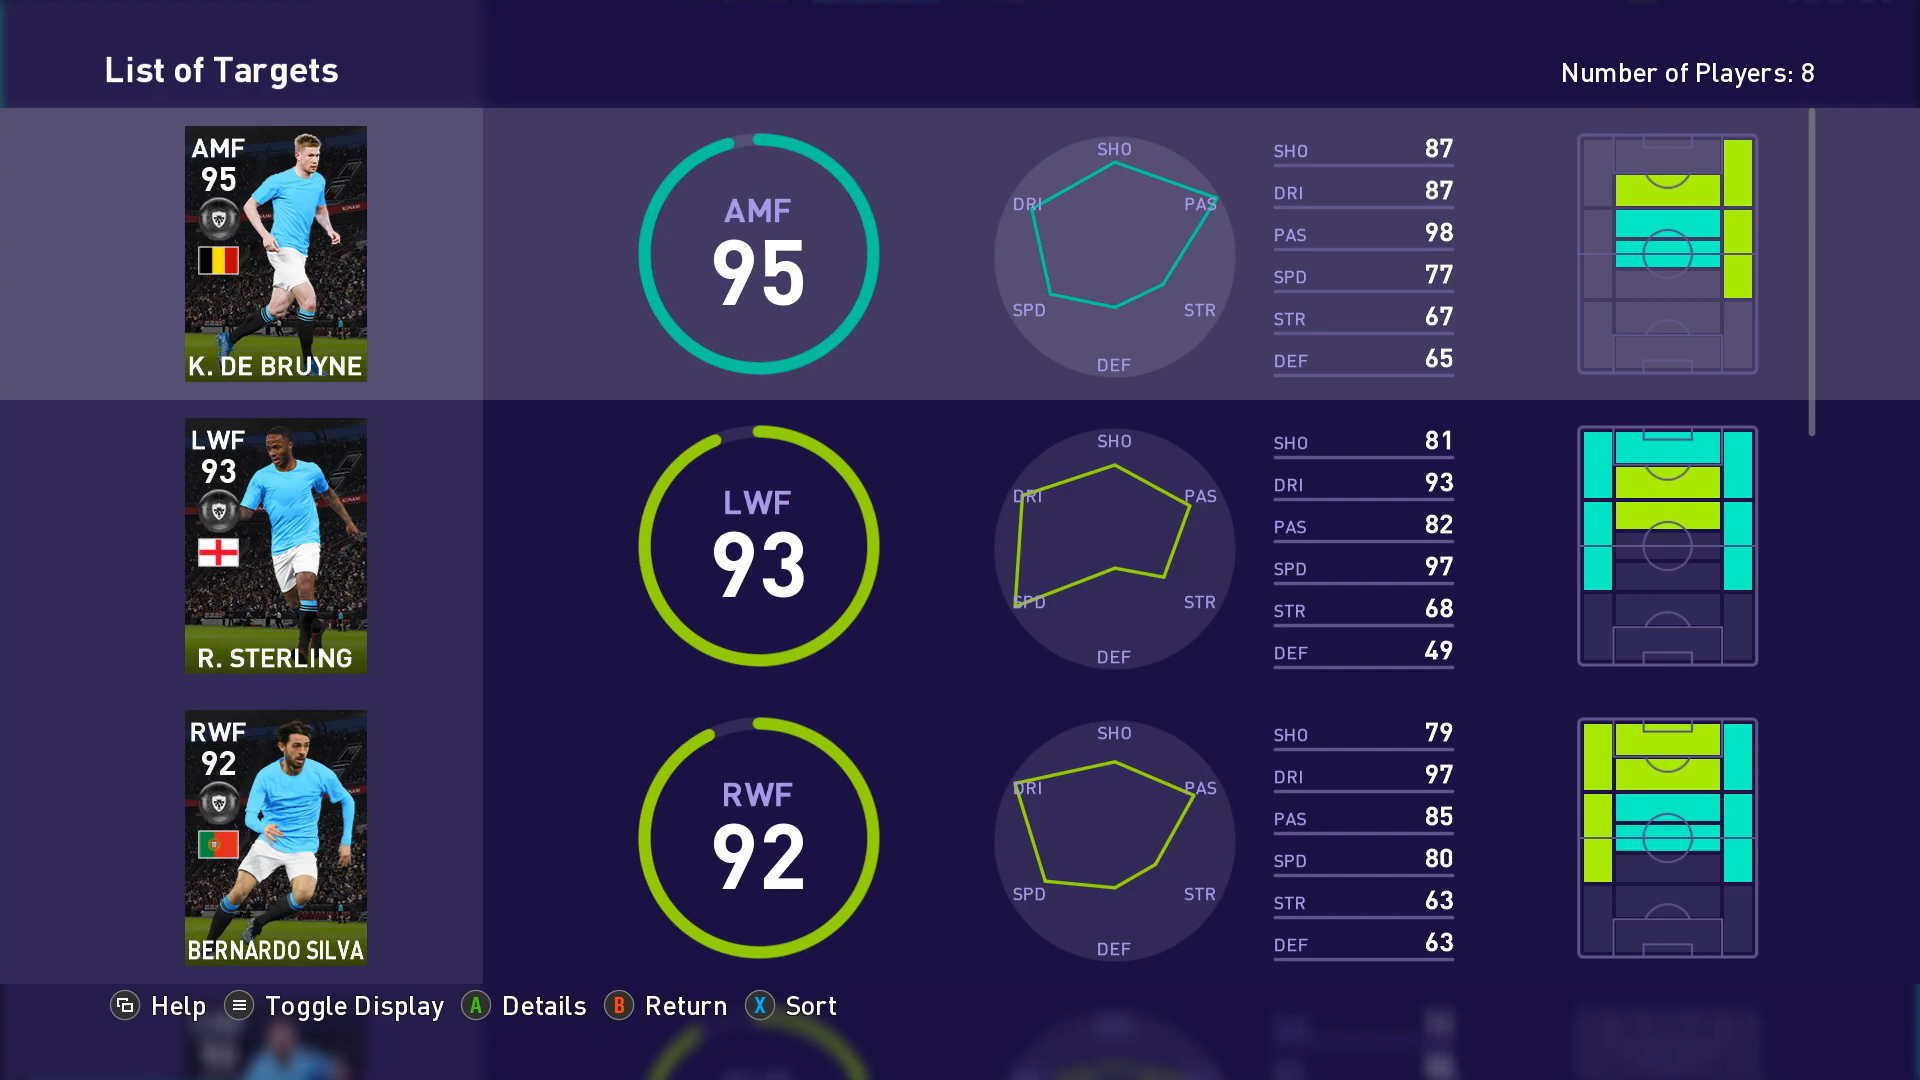 List of Targets
Number of Players: 8
AMF
95
K. DE BRUYNE
AMF
95
SHO
PAS
STR
DEF
SPD
DRI
SHO 87
DRI 87
PAS 98
SPD 77
STR 67
DEF 65
LWF
93
R. STERLING
LWF
93
SHO
PAS
STR
DEF
SPD
DRI
SHO 81
DRI 93
PAS 82
SPD 97
STR 68
DEF 49
RWF
92
BERNARDO SILVA
RWF
92
SHO
PAS
STR
DEF
SPD
DRI
SHO 79
DRI 97
PAS 85
SPD 80
STR 63
DEF 63
Help Toggle Display A Details B Return X Sort